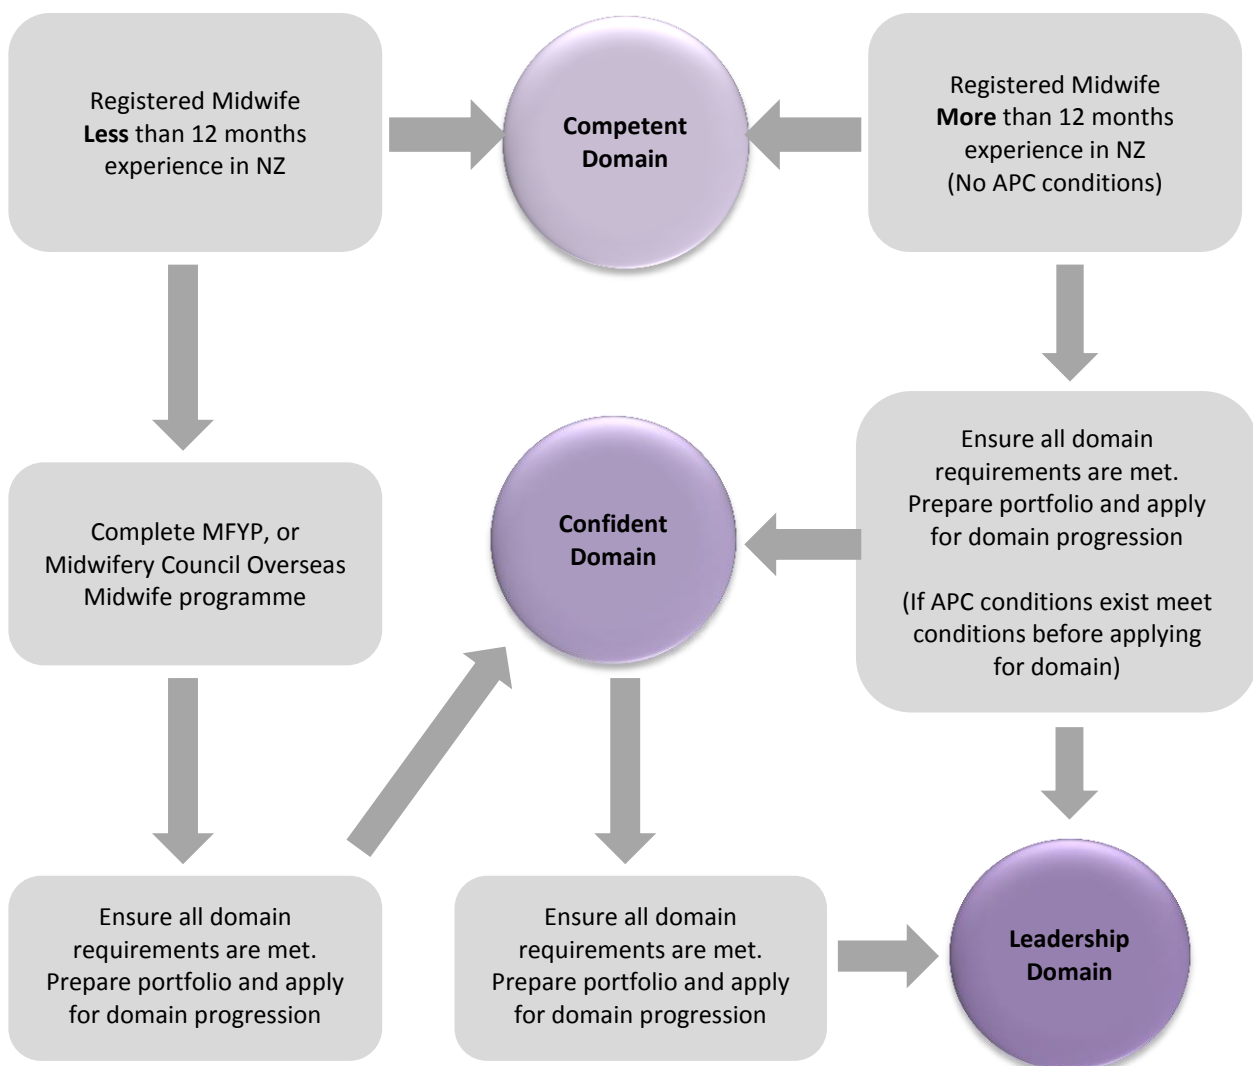 Registered Midwife
Less than 12 months
experience in NZ
Competent
Domain
Registered Midwife
More than 12 months
experience in NZ
(No APC conditions)
Complete MFYP, or
Midwifery Council Overseas
Midwife programme
Confident
Domain
Ensure all domain
requirements are met.
Prepare portfolio and apply
for domain progression
(If APC conditions exist meet
conditions before applying
for domain)
Ensure all domain
requirements are met.
Prepare portfolio and apply
for domain progression
Ensure all domain
requirements are met.
Prepare portfolio and apply
for domain progression
Leadership
Domain